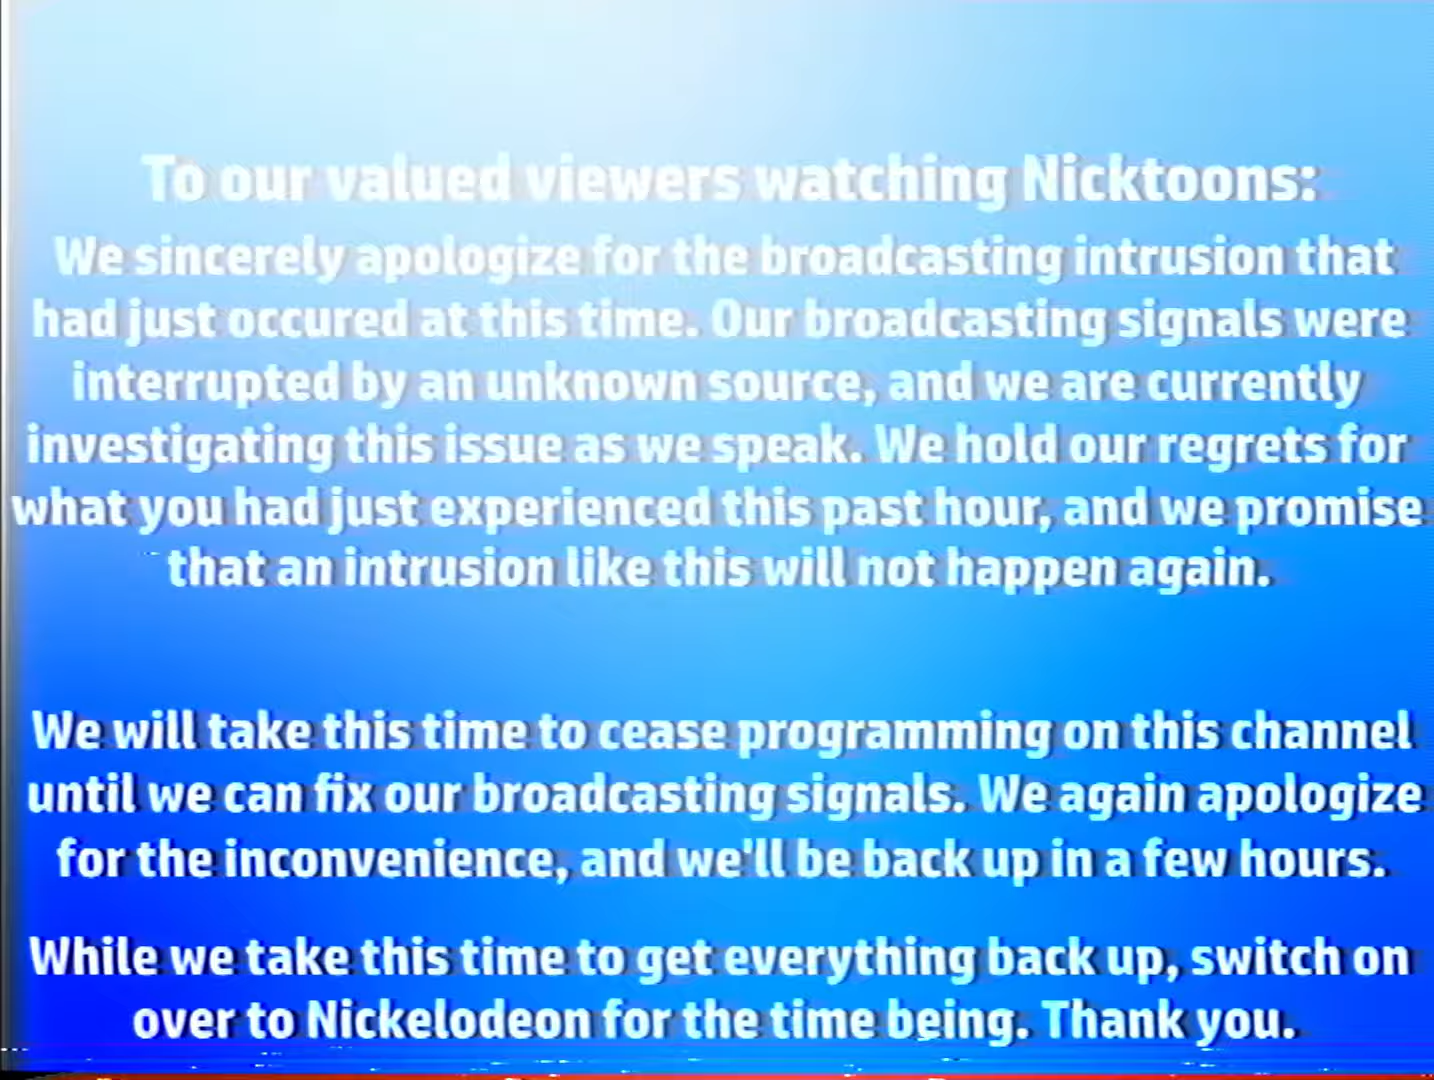 To our valued viewers watching Nicktoons:
We sincerely apologize for the broadcasting intrusion that
had just occured at this time. Our broadcasting signals were
interrupted by an unknown source, and we are currently
investigating this issue as we speak. We hold our regrets for
what you had just experienced this past hour, and we promise
that an intrusion like this will not happen again.
We will take this time to cease programming on this channel
until we can fix our broadcasting signals. We again apologize
for the inconvenience, and we'll be back up in a few hours.
While we take this time to get everything back up, switch on
over to Nickelodeon for the time being. Thank you.